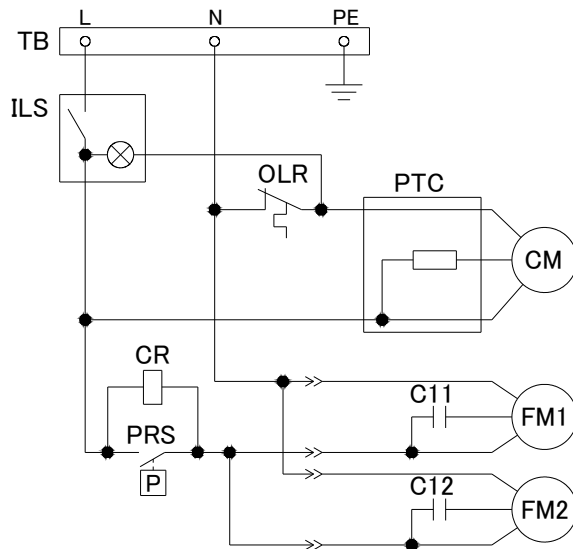 L N PE
TB
ILS
OLR
PTC
CM
CR
C11
PRS
FM1
P
C12
FM2